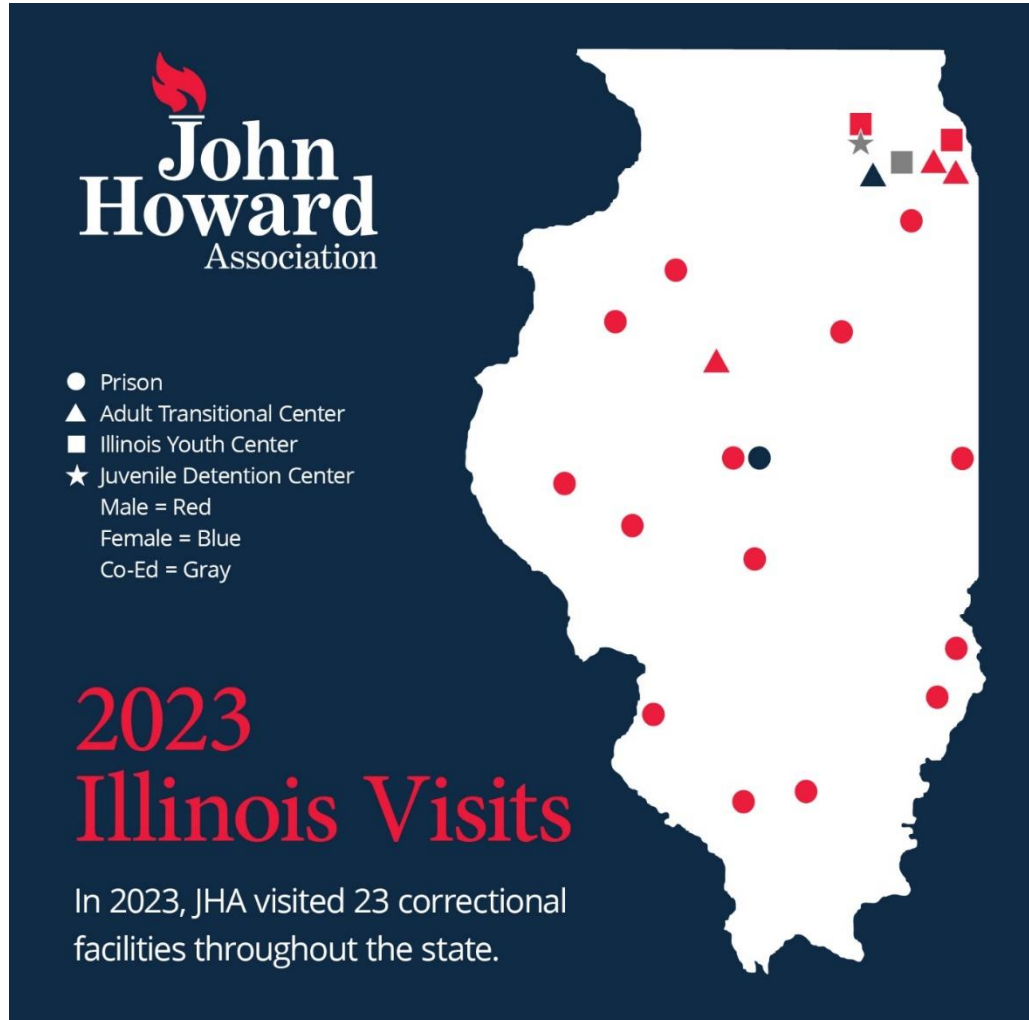 John
Howard
Association
Prison
Adult Transitional Center
Illinois Youth Center
Juvenile Detention Center
Male = Red
Female = Blue
Co-Ed = Gray
2023
Illinois Visits
In 2023, JHA visited 23 correctional
facilities throughout the state.